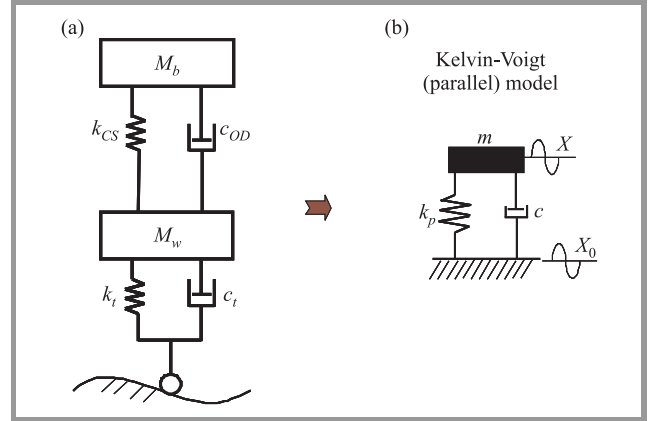 (a)
M_b
k_CS
c_OD
M_w
k_t
c_t
(b)
Kelvin-Voigt
(parallel) model
m
X
k_p
c
X_0